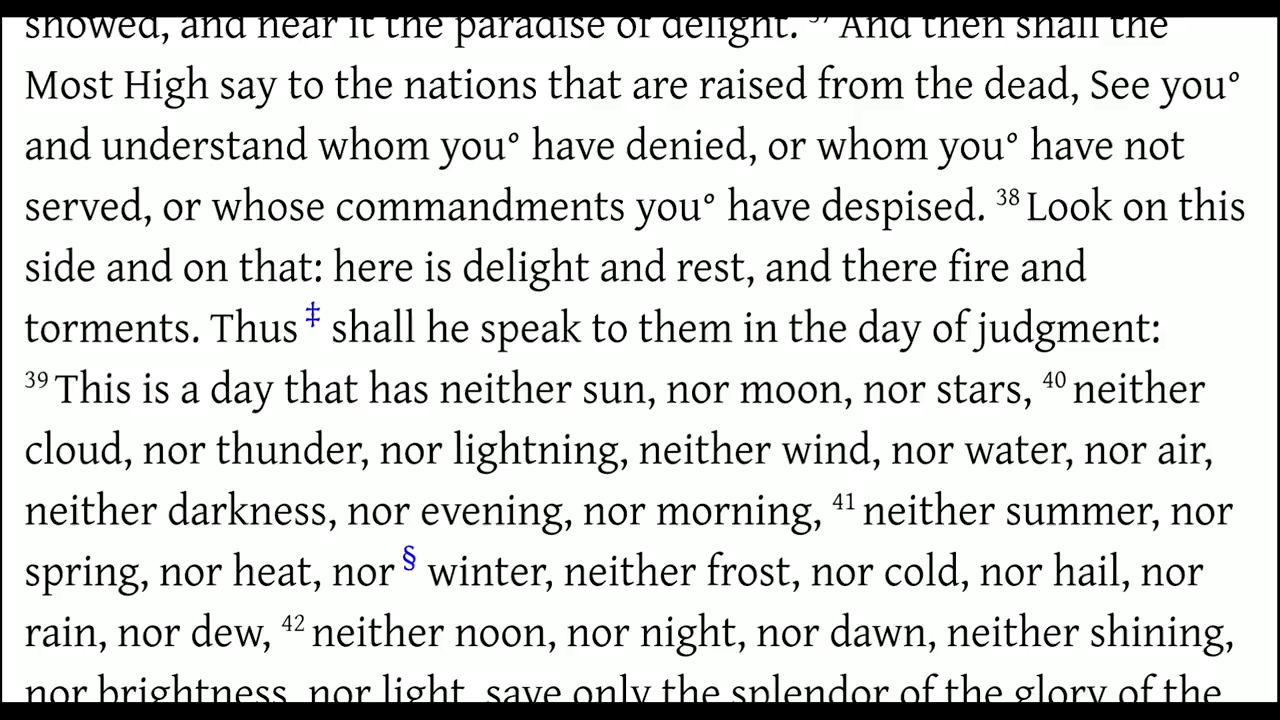 showed, and near it the paradise of delight. 37 And then shall the
Most High say to the nations that are raised from the dead, See you°
and understand whom you° have denied, or whom you° have not
served, or whose commandments you° have despised. 38 Look on this
side and on that: here is delight and rest, and there fire and
torments. Thus ‡ shall he speak to them in the day of judgment:
39 This is a day that has neither sun, nor moon, nor stars, 40 neither
cloud, nor thunder, nor lightning, neither wind, nor water, nor air,
neither darkness, nor evening, nor morning, 41 neither summer, nor
spring, nor heat, nor § winter, neither frost, nor cold, nor hail, nor
rain, nor dew, 42 neither noon, nor night, nor dawn, neither shining,
nor brightness, nor light, save only the splendor of the glory of the